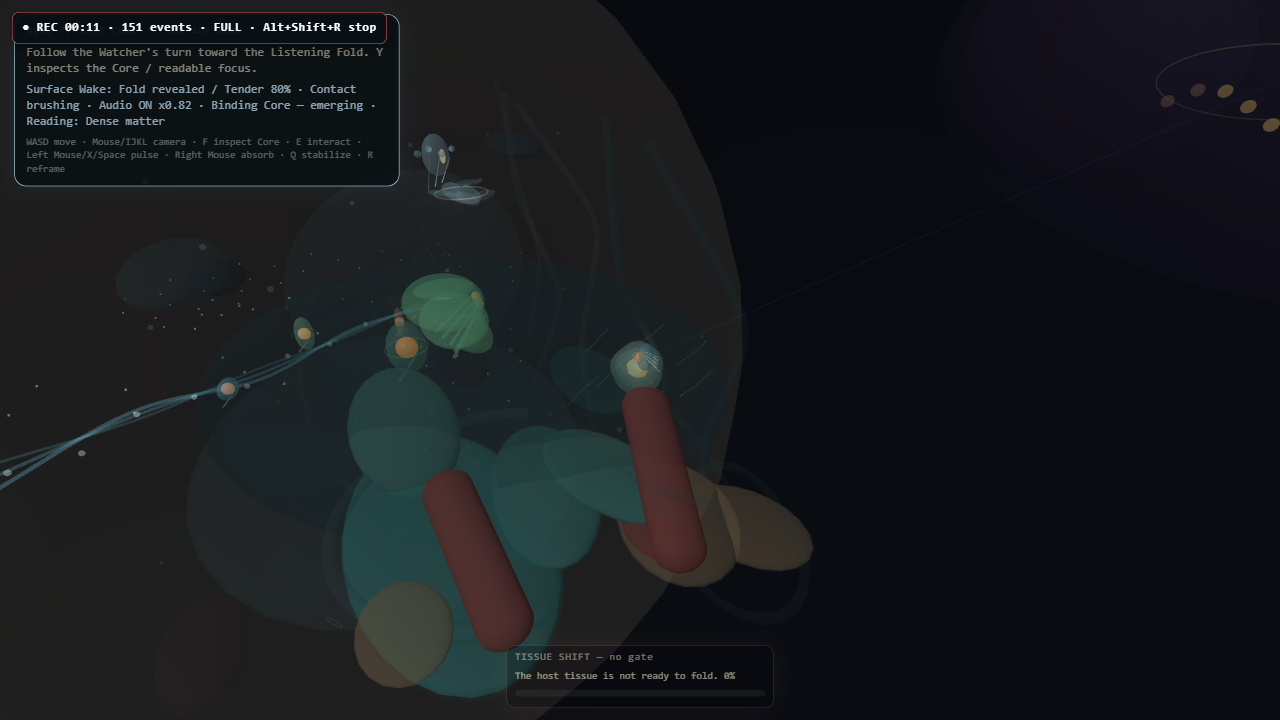 ● REC 00:11 · 151 events · FULL · Alt+Shift+R stop
Follow the Watcher's turn toward the Listening Fold. Y
inspects the Core / readable focus.
Surface Wake: Fold revealed / Tender 80% · Contact
brushing · Audio ON x0.82 · Binding Core — emerging ·
Reading: Dense matter
WASD move · Mouse/IJKL camera · F inspect Core · E interact ·
Left Mouse/X/Space pulse · Right Mouse absorb · Q stabilize · R
reframe
TISSUE SHIFT — no gate
The host tissue is not ready to fold. 0%